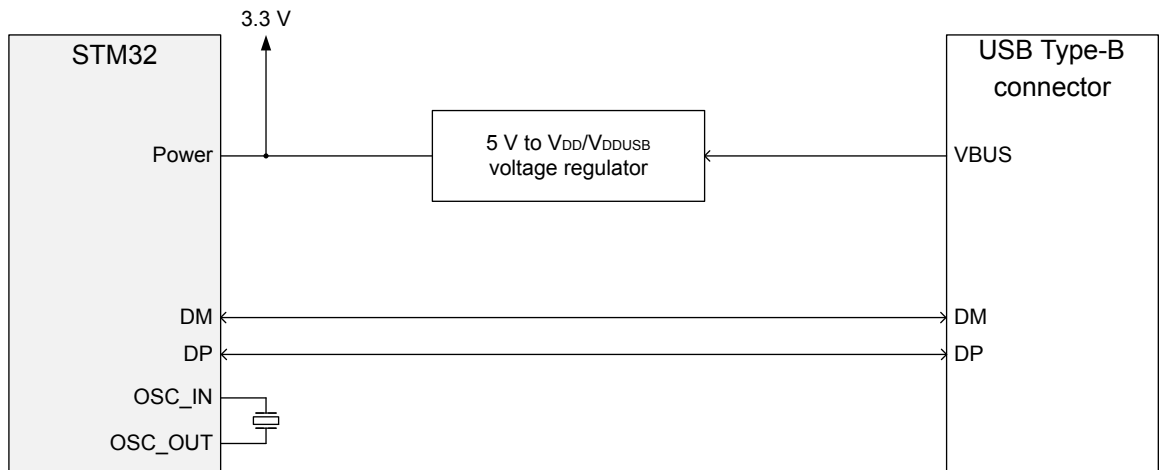 3.3 V
STM32
USB Type-B
connector
5 V to VDD/VDDUSB
voltage regulator
Power
VBUS
DM
DM
DP
DP
OSC_IN
OSC_OUT